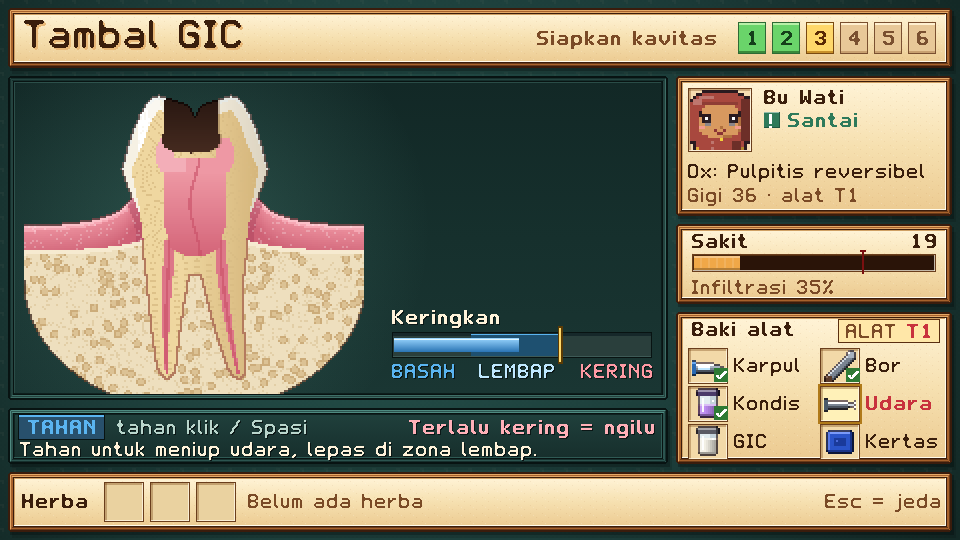 Tambal GIC
Siapkan kavitas 1 2 3 4 5 6
Bu Wati
Santai
Dx: Pulpitis reversibel
Gigi 36 · alat T1
Sakit 19
Infiltrasi 35%
Keringkan
BASAH LEMBAP KERING
Baki alat ALAT T1
Karpul Bor
Kondis Udara
GIC Kertas
TAHAN tahan klik / Spasi Terlalu kering = ngilu
Tahan untuk meniup udara, lepas di zona lembap.
Herba Belum ada herba Esc = jeda